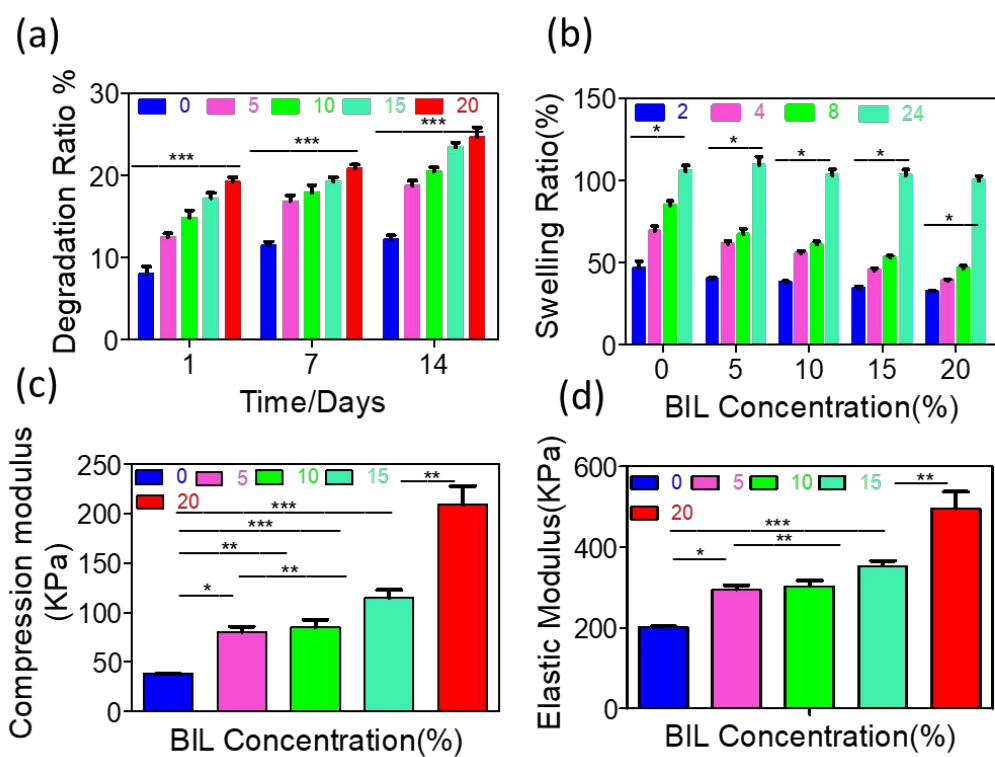 (a)
Degradation Ratio %
30
20
10
0
0 5 10 15 20
*** *** ***
1 7 14
Time/Days
(b)
Swelling Ratio(%)
150
100
50
0
2 4 8 24
* * * * *
0 5 10 15 20
BIL Concentration(%)
(c)
Compression modulus
(KPa)
250
200
150
100
50
0
0 5 10 15
20
**
***
***
**
**
*
BIL Concentration(%)
(d)
Elastic Modulus(KPa)
600
400
200
0
0 5 10 15
20
**
***
**
*
BIL Concentration(%)